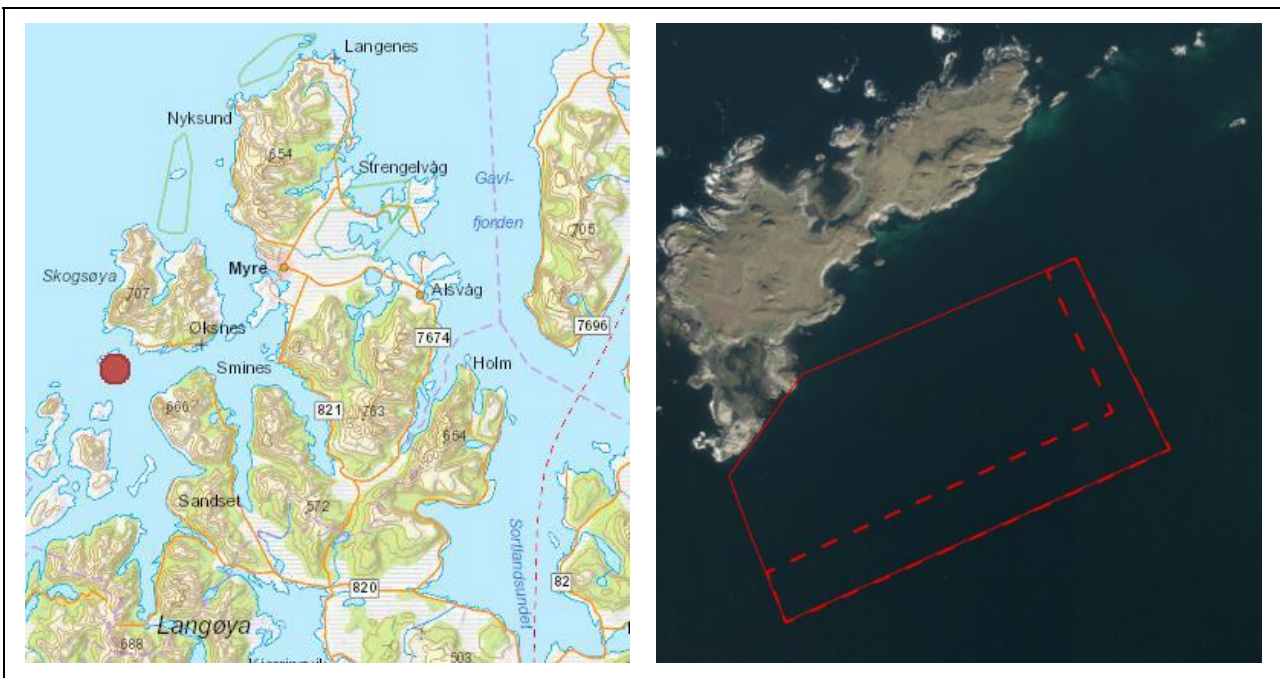 Langenes
Nyksund
654
Strengelvåg
Gavl-
fjorden
705
Skogsøya
Myre
707
Alsvåg
Øksnes
7674
7696
Smines
Holm
666
821
763
654
Sandset
572
Sortlandsundet
820
82
Langøya
688
503